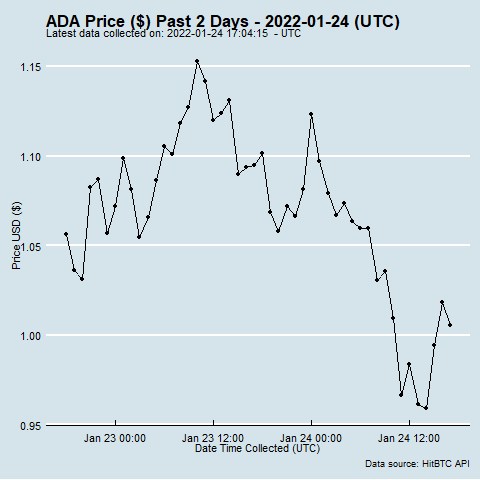 ADA Price ($) Past 2 Days - 2022-01-24 (UTC)
Latest data collected on: 2022-01-24 17:04:15 - UTC
1.15
1.10
1.05
1.00
0.95
Price USD ($)
Jan 23 00:00 Jan 23 12:00 Jan 24 00:00 Jan 24 12:00
Date Time Collected (UTC)
Data source: HitBTC API